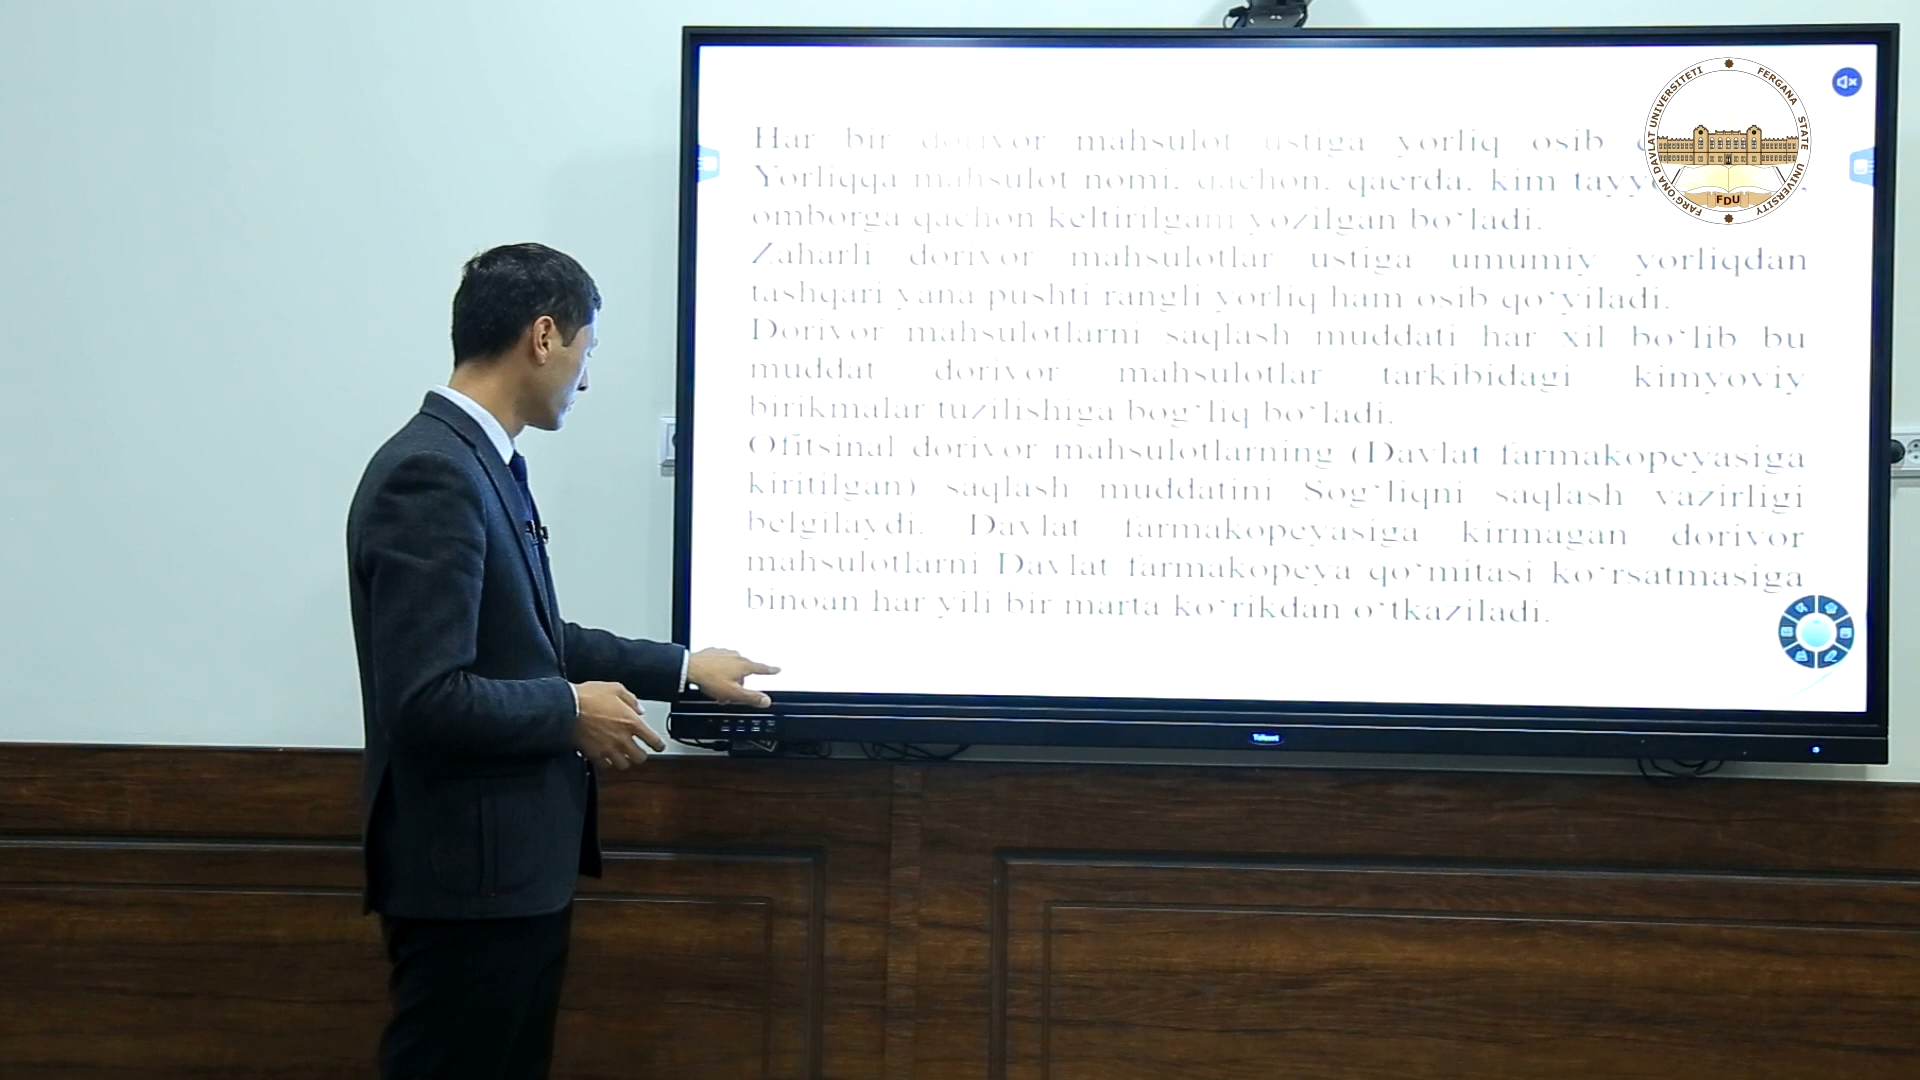 Har bir dorivor mahsulot ustiga yorliq osib
Yorliqqa mahsulot nomi, qachon, qaerda, kim
omborga qachon keltirilgani yozilgan bo‘ladi.
Zaharli dorivor mahsulotlar ustiga umumiy yorliqdan
tashqari yana pushti rangli yorliq ham osib qo‘yiladi.
Dorivor mahsulotlarni saqlash muddati har xil bo‘lib bu
muddat dorivor mahsulotlar tarkibidagi kimyoviy
birikmalar tuzilishiga bog‘liq bo‘ladi.
Ofitsinal dorivor mahsulotlarning (Davlat farmakopeyasiga
kiritilgan) saqlash muddatini Sog‘liqni saqlash vazirligi
belgilaydi. Davlat farmakopeyasiga kirmagan dorivor
mahsulotlarni Davlat farmakopeya qo‘mitasi ko‘rsatmasiga
binoan har yili bir marta ko‘rikdan o‘tkaziladi.
FARG'ONA DAVLAT UNIVERSITETI
FERGANA STATE UNIVERSITY
FDU